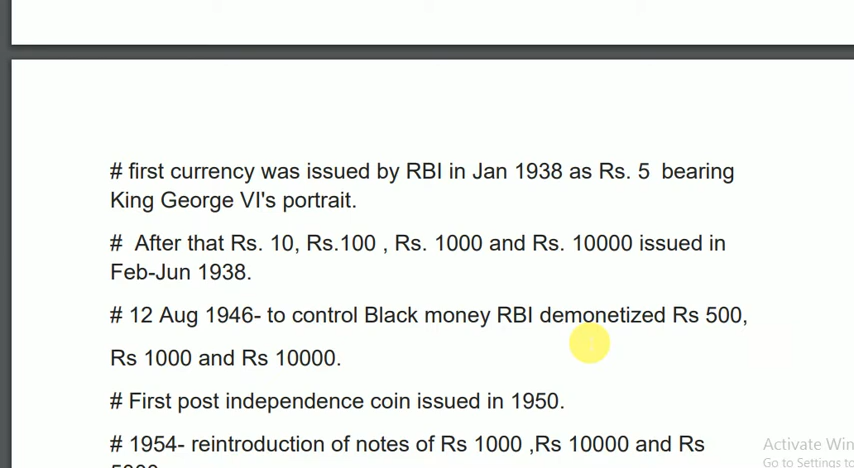 # first currency was issued by RBI in Jan 1938 as Rs. 5  bearing
King George VI's portrait.
#  After that Rs. 10, Rs.100 , Rs. 1000 and Rs. 10000 issued in
Feb-Jun 1938.
# 12 Aug 1946- to control Black money RBI demonetized Rs 500,
Rs 1000 and Rs 10000.
# First post independence coin issued in 1950.
# 1954- reintroduction of notes of Rs 1000 ,Rs 10000 and Rs
Activate Win
Go to Settings to